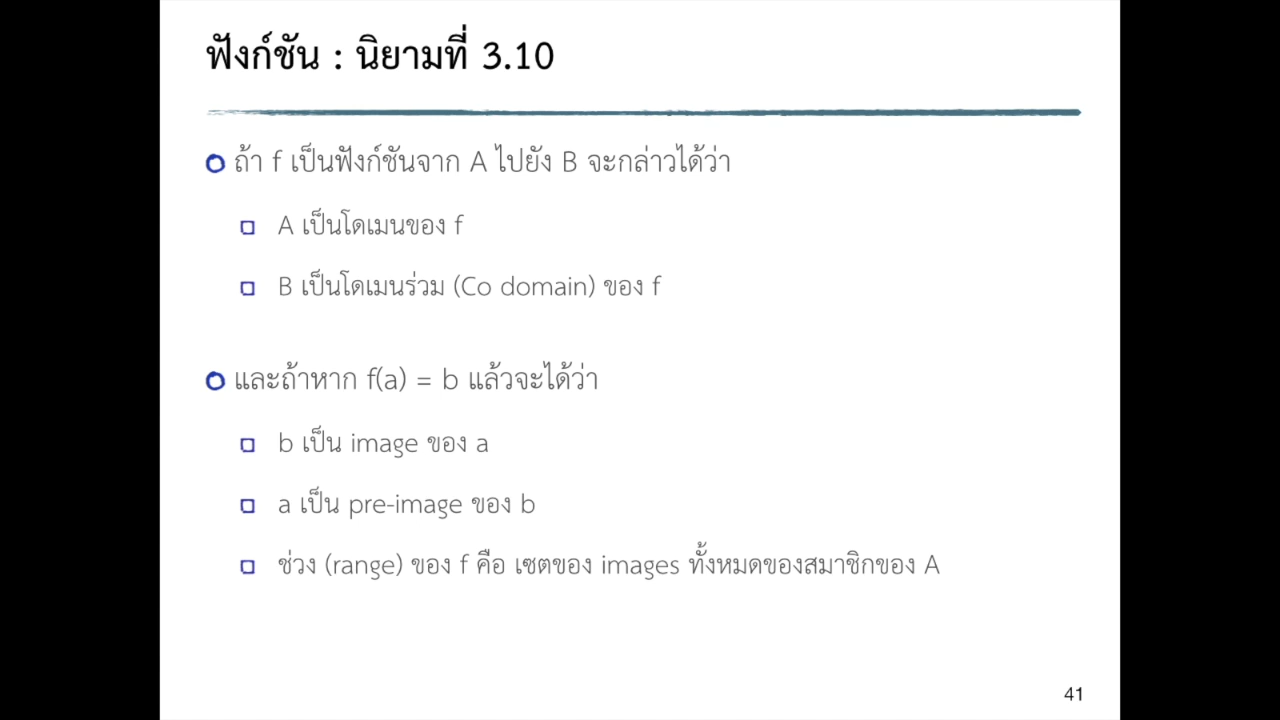 ฟังก์ชัน : นิยามที่ 3.10
ถ้า f เป็นฟังก์ชันจาก A ไปยัง B จะกล่าวได้ว่า
A เป็นโดเมนของ f
B เป็นโดเมนร่วม (Co domain) ของ f
และถ้าหาก f(a) = b แล้วจะได้ว่า
b เป็น image ของ a
a เป็น pre-image ของ b
ช่วง (range) ของ f คือ เซตของ images ทั้งหมดของสมาชิกของ A
41